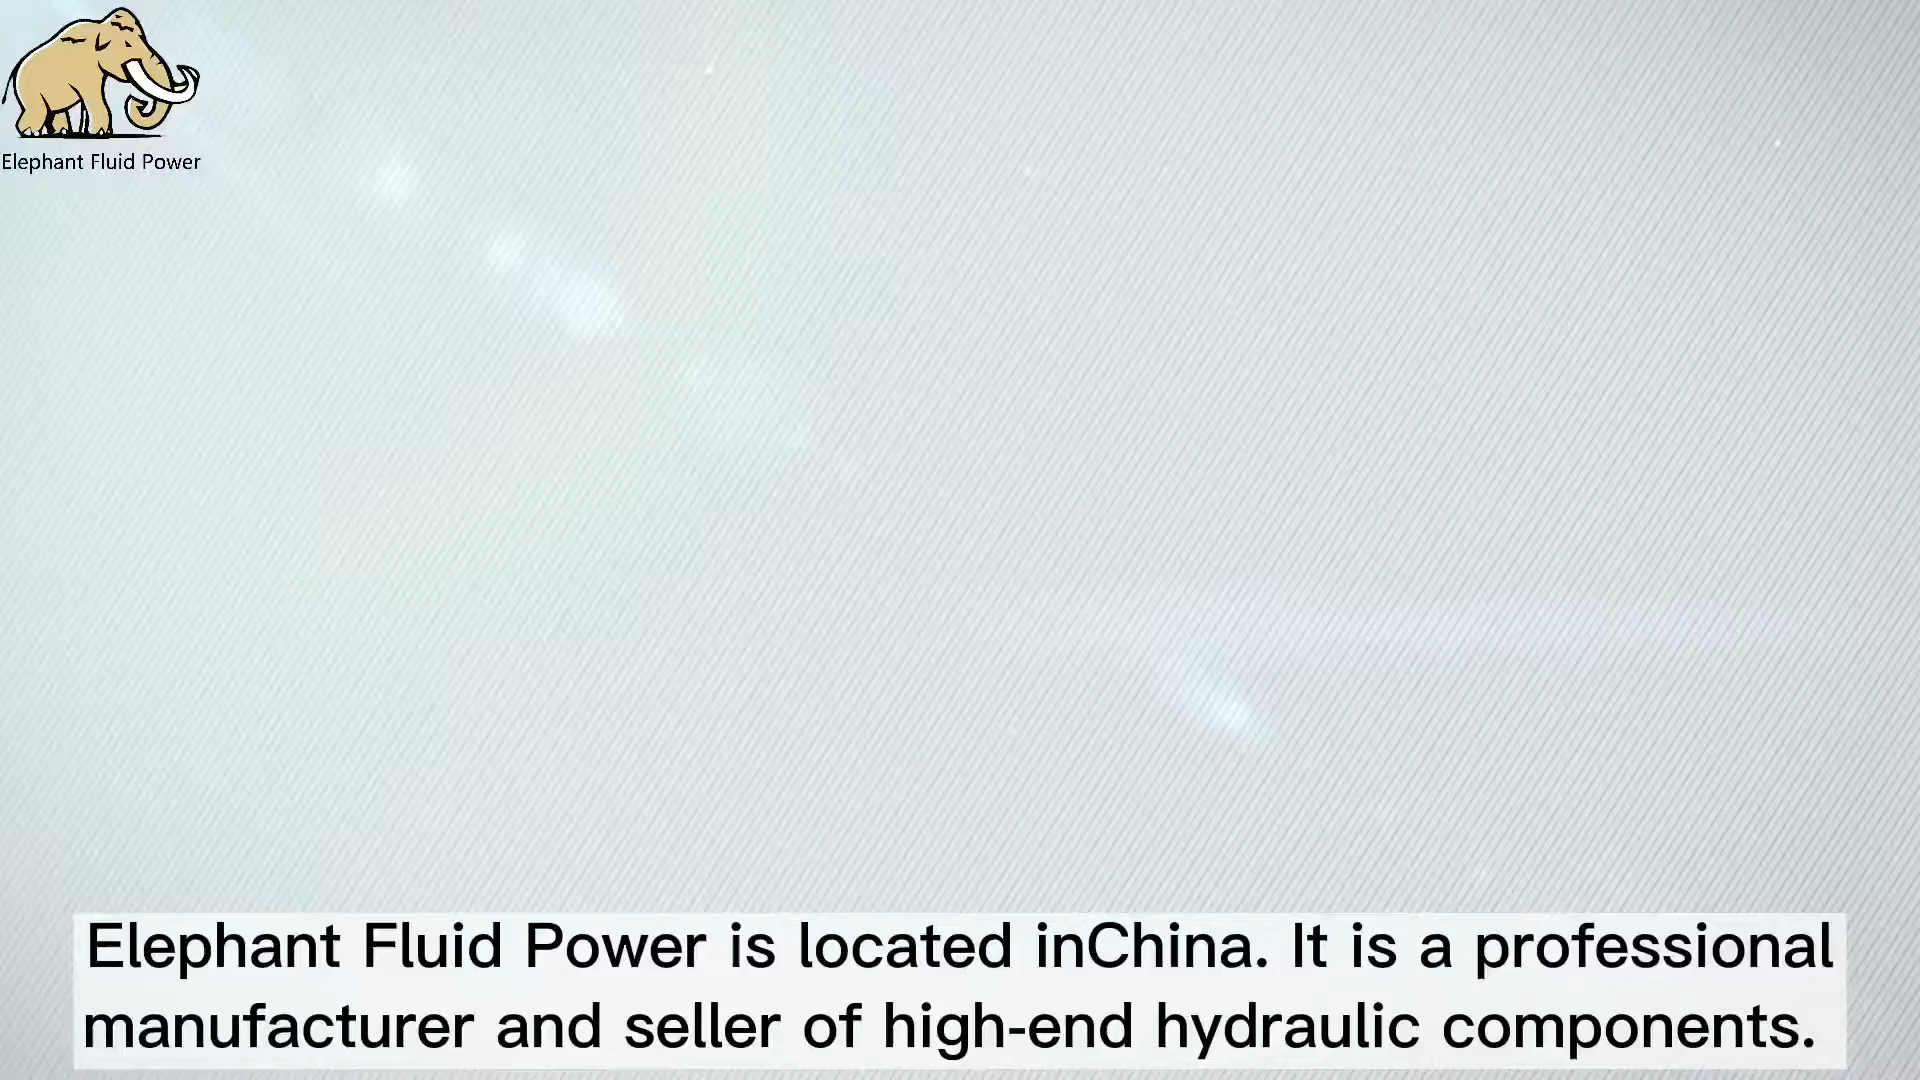 Elephant Fluid Power
Elephant Fluid Power is located inChina. It is a professional
manufacturer and seller of high-end hydraulic components.